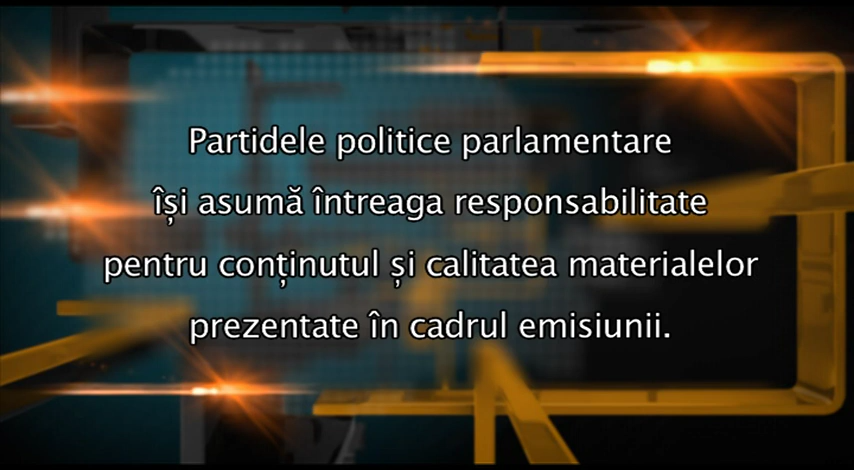 Partidele politice parlamentare
își asumă întreaga responsabilitate
pentru conținutul și calitatea materialelor
prezentate în cadrul emisiunii.